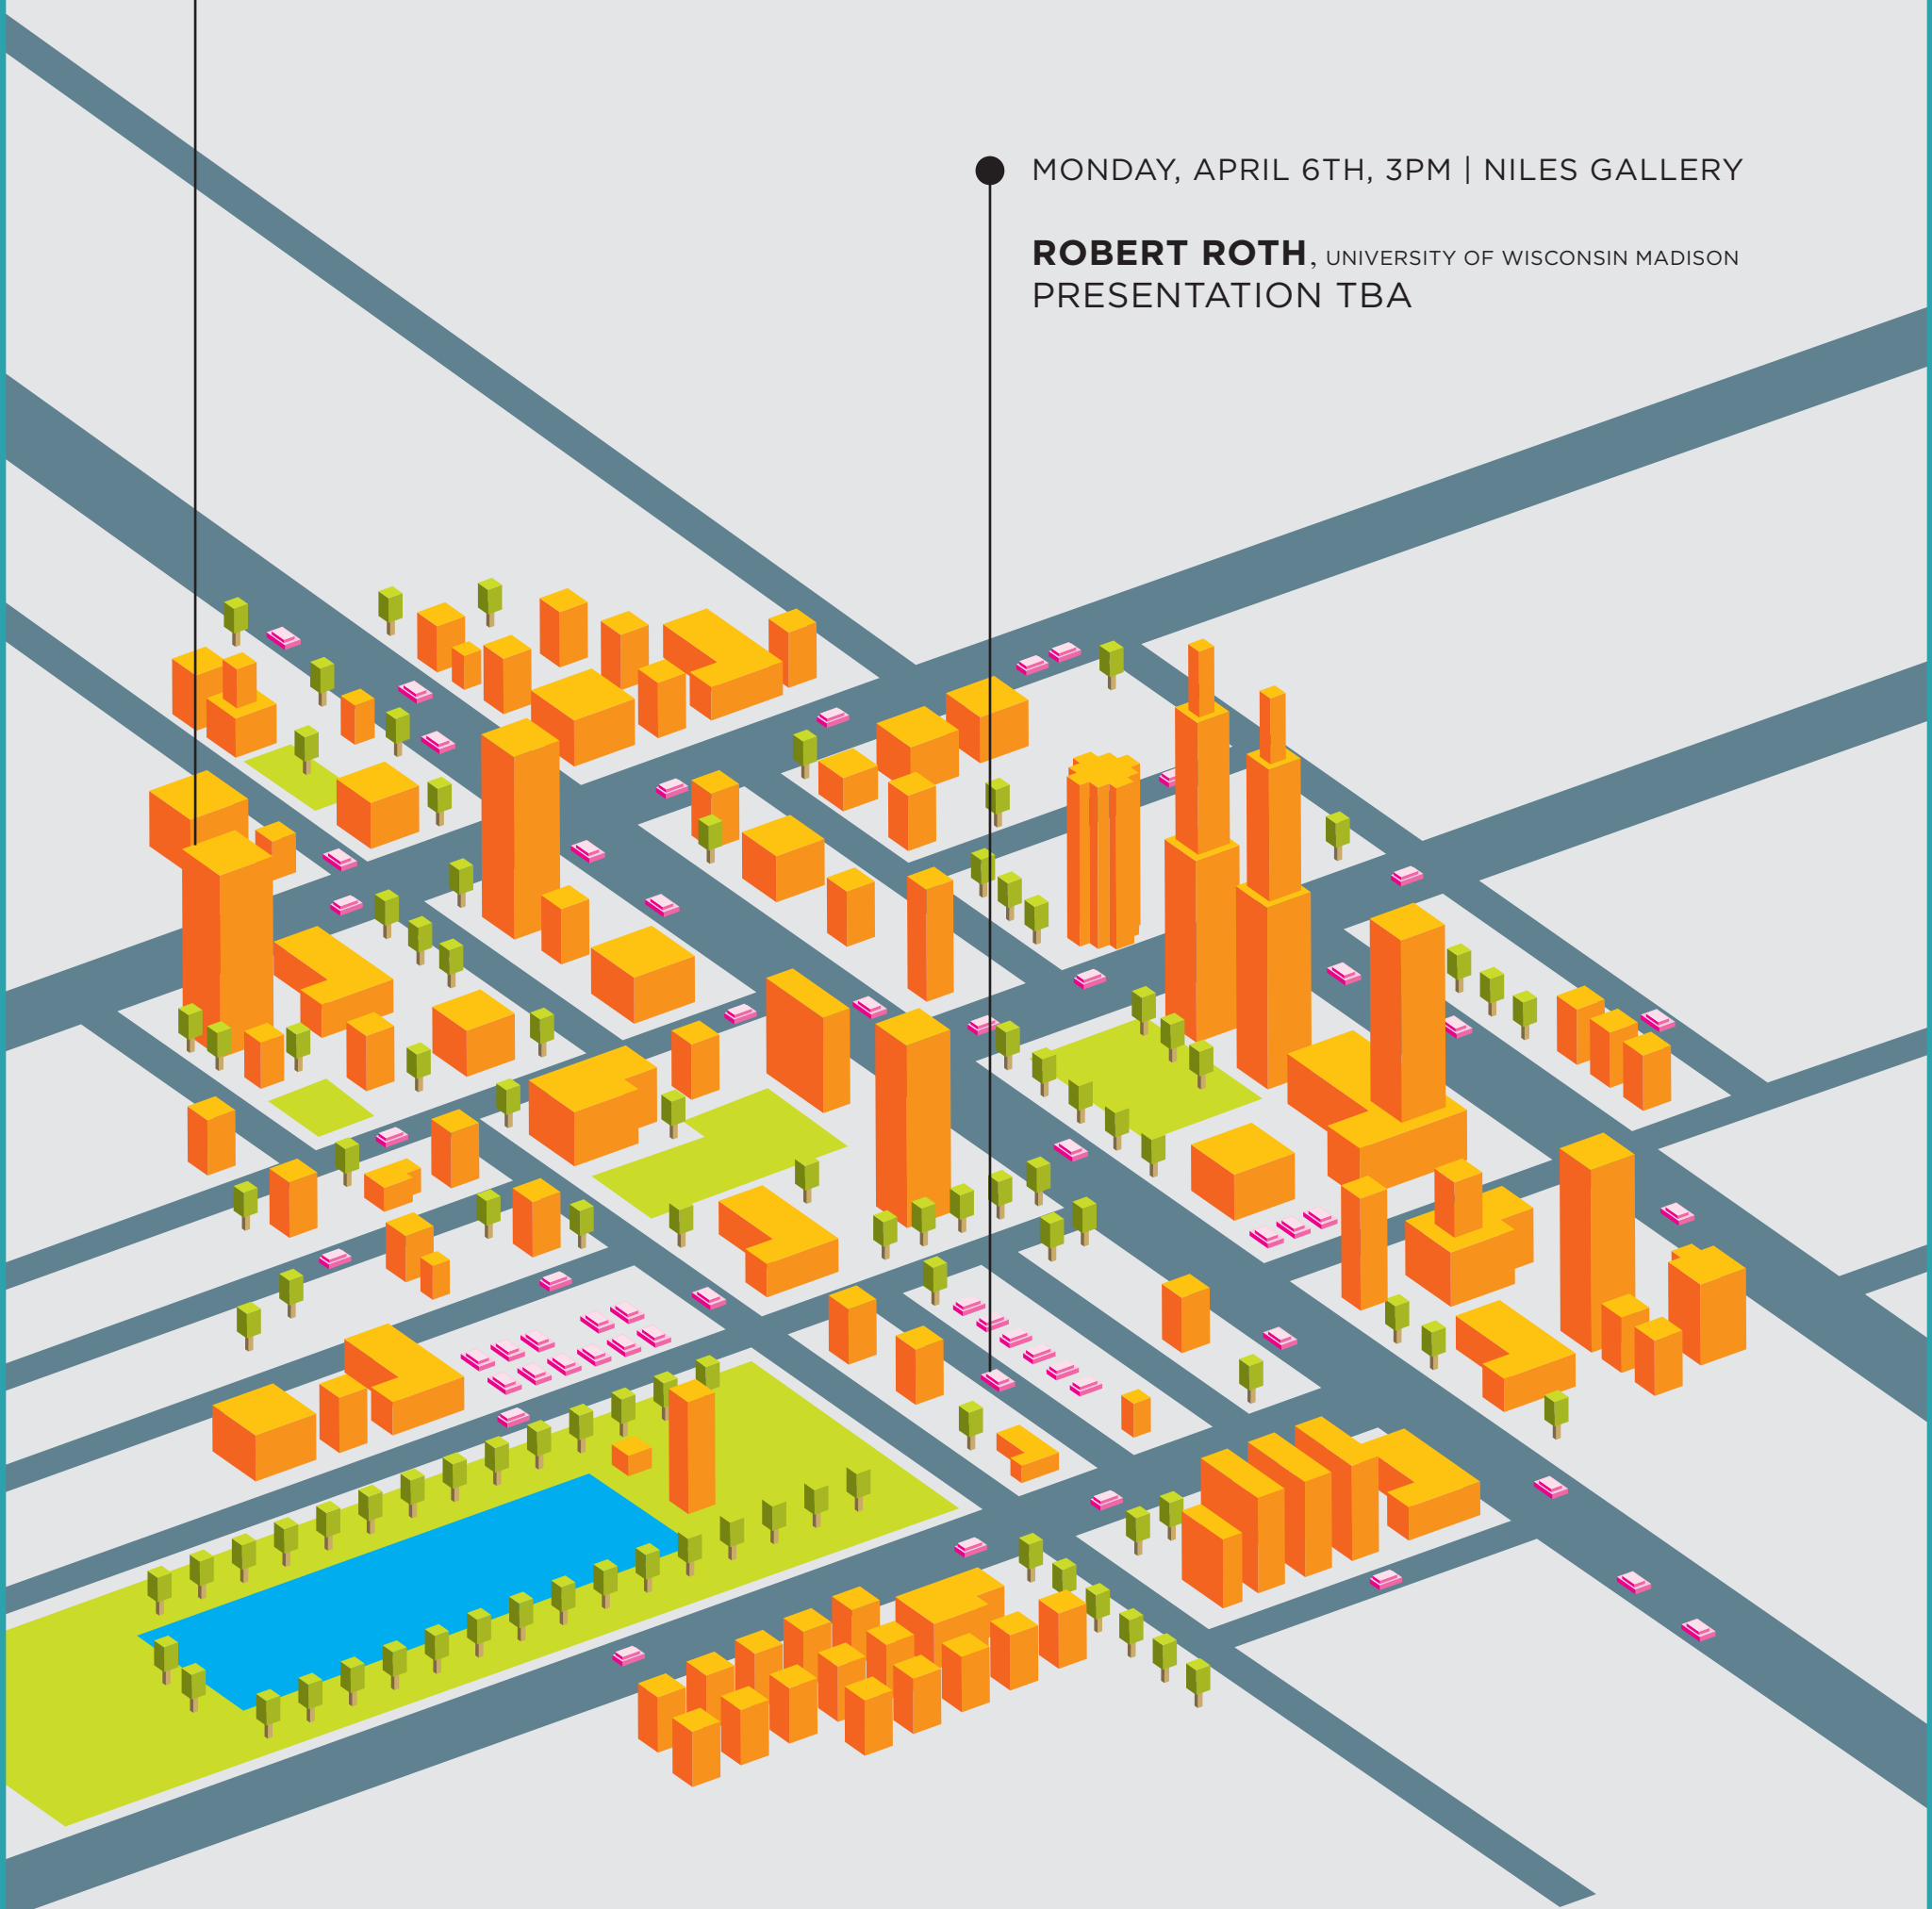 MONDAY, APRIL 6TH, 3PM | NILES GALLERY
ROBERT ROTH, UNIVERSITY OF WISCONSIN MADISON
PRESENTATION TBA